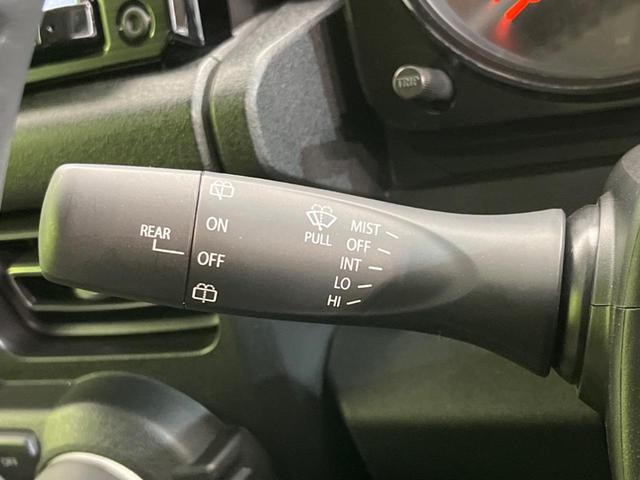 TRIP
REAR
ON
OFF
PULL
MIST
OFF
INT
LO
HI